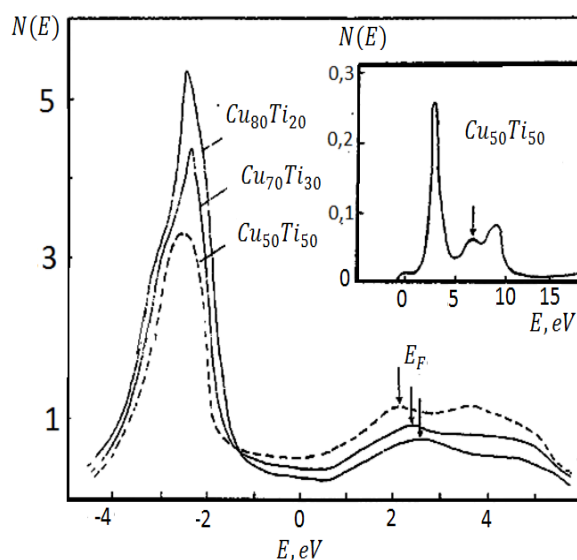 N(E)
5
3
1
-4
-2
0
2
4
E, eV
Cu₈₀Ti₂₀
Cu₇₀Ti₃₀
Cu₅₀Ti₅₀
E_F
N(E)
0,3
0,2
0,1
0
0
5
10
15
E, eV
Cu₅₀Ti₅₀